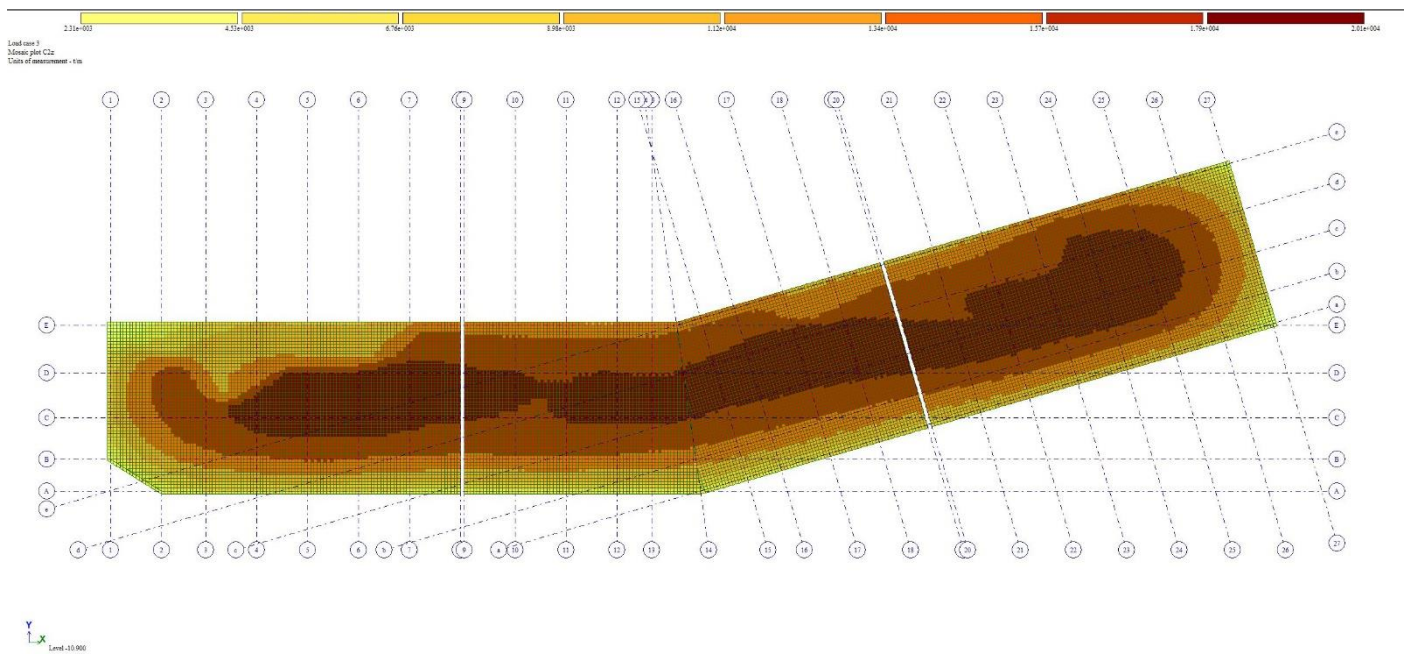 2.31e+003 4.53e+003 6.76e+003 8.98e+003 1.12e+004 1.34e+004 1.57e+004 1.79e+004 2.01e+004
Load case 3
Mosaic plot C2z
Units of measurement - t/m
1 2 3 4 5 6 7 9 10 11 12 15 16 17 18 20 21 22 23 24 25 26 27
e
d
c
b
a
E E
D D
C C
B B
A A
e
d 1 2 3 c 4 5 6 b 7 9 a 10 11 12 13 14 15 16 17 18 20 21 22 23 24 25 26 27
Y
X
Level -10.900